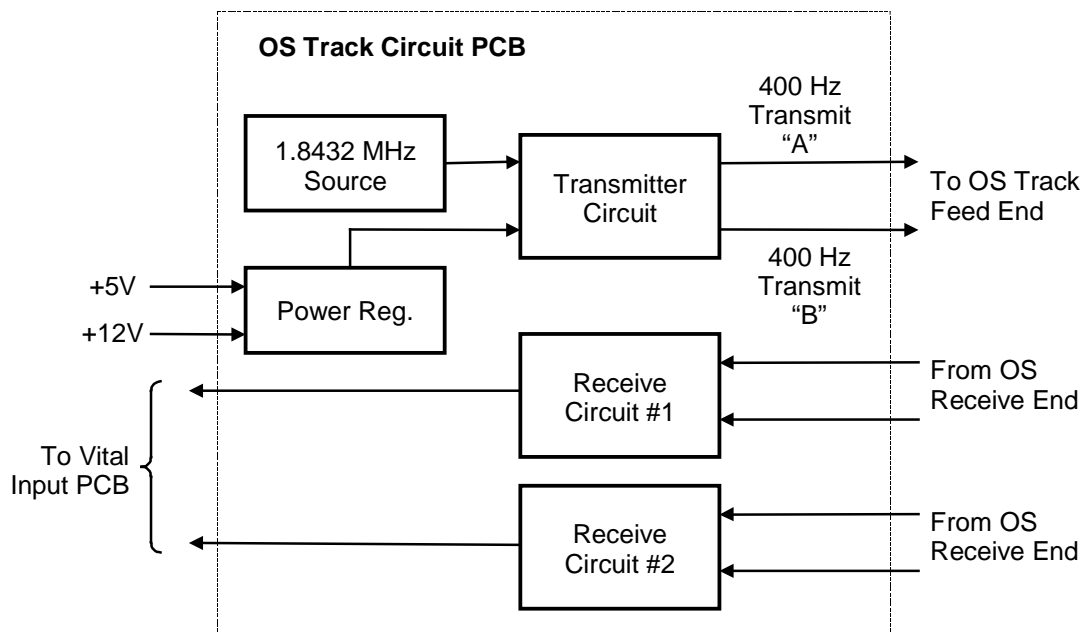 OS Track Circuit PCB
400 Hz
Transmit
“A”
1.8432 MHz
Source
Transmitter
Circuit
To OS Track
Feed End
400 Hz
Transmit
“B”
+5V
+12V
Power Reg.
Receive
Circuit #1
From OS
Receive End
To Vital
Input PCB
Receive
Circuit #2
From OS
Receive End